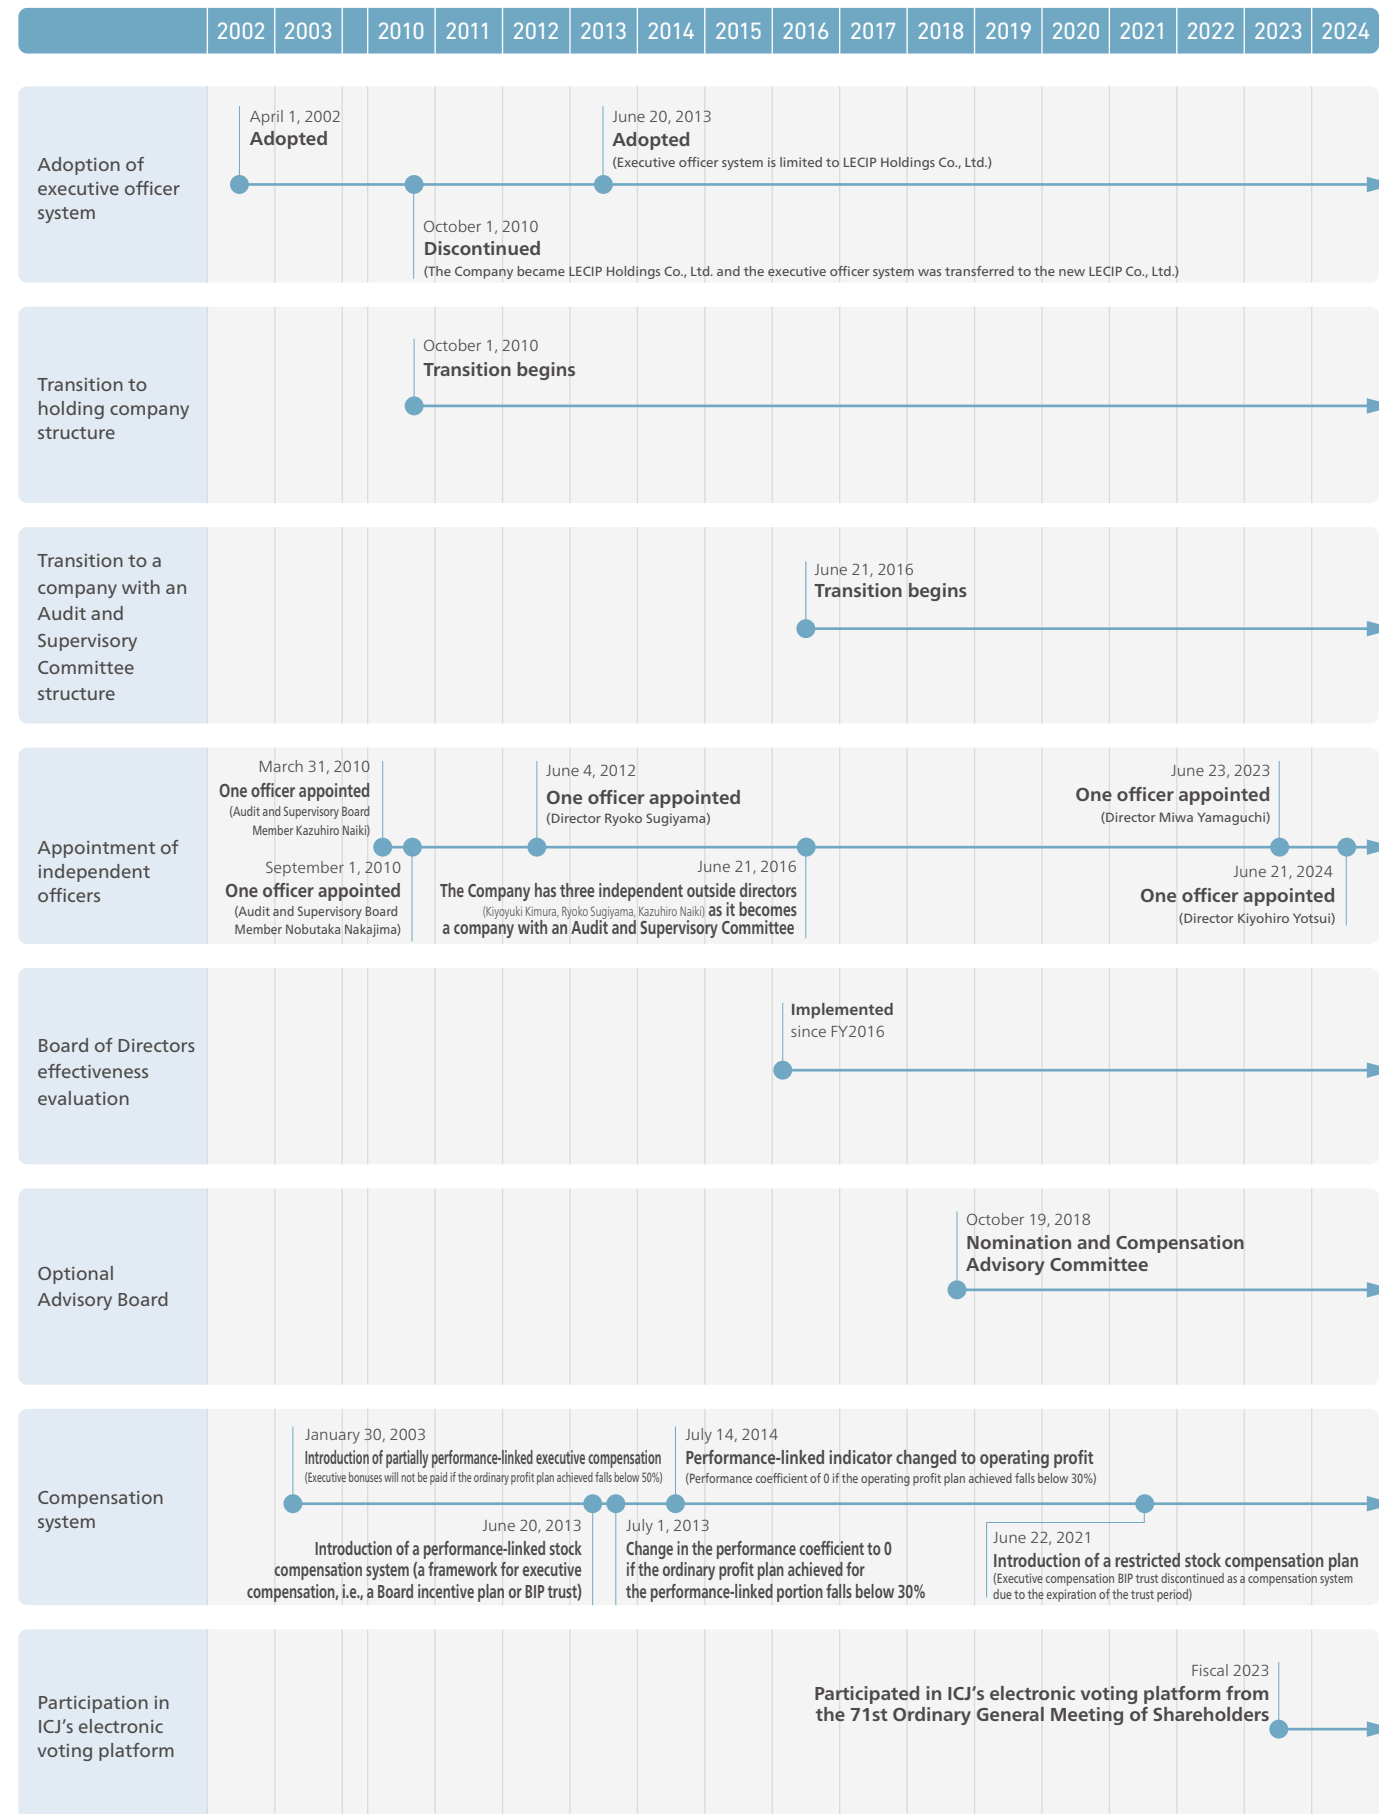 2002 2003 2010 2011 2012 2013 2014 2015 2016 2017 2018 2019 2020 2021 2022 2023 2024
Adoption of
executive officer
system
April 1, 2002
Adopted
June 20, 2013
Adopted
(Executive officer system is limited to LECIP Holdings Co., Ltd.)
October 1, 2010
Discontinued
(The Company became LECIP Holdings Co., Ltd. and the executive officer system was transferred to the new LECIP Co., Ltd.)
Transition to
holding company
structure
October 1, 2010
Transition begins
Transition to a
company with an
Audit and
Supervisory
Committee
structure
June 21, 2016
Transition begins
Appointment of
independent
officers
March 31, 2010
One officer appointed
(Audit and Supervisory Board
Member Kazuhiro Naiki)
September 1, 2010
One officer appointed
(Audit and Supervisory Board
Member Nobutaka Nakajima)
June 4, 2012
One officer appointed
(Director Ryoko Sugiyama)
June 21, 2016
The Company has three independent outside directors
(Kiyoyuki Kimura, Ryoko Sugiyama, Kazuhiro Naiki) as it becomes
a company with an Audit and Supervisory Committee
June 23, 2023
One officer appointed
(Director Miwa Yamaguchi)
June 21, 2024
One officer appointed
(Director Kiyohiro Yotsui)
Board of Directors
effectiveness
evaluation
Implemented
since FY2016
Optional
Advisory Board
October 19, 2018
Nomination and Compensation
Advisory Committee
Compensation
system
January 30, 2003
Introduction of partially performance-linked executive compensation
(Executive bonuses will not be paid if the ordinary profit plan achieved falls below 50%)
June 20, 2013
Introduction of a performance-linked stock
compensation system (a framework for executive
compensation, i.e., a Board incentive plan or BIP trust)
July 1, 2013
Change in the performance coefficient to 0
if the ordinary profit plan achieved for
the performance-linked portion falls below 30%
July 14, 2014
Performance-linked indicator changed to operating profit
(Performance coefficient of 0 if the operating profit plan achieved falls below 30%)
June 22, 2021
Introduction of a restricted stock compensation plan
(Executive compensation BIP trust discontinued as a compensation system
due to the expiration of the trust period)
Participation in
ICJ's electronic
voting platform
Fiscal 2023
Participated in ICJ's electronic voting platform from
the 71st Ordinary General Meeting of Shareholders